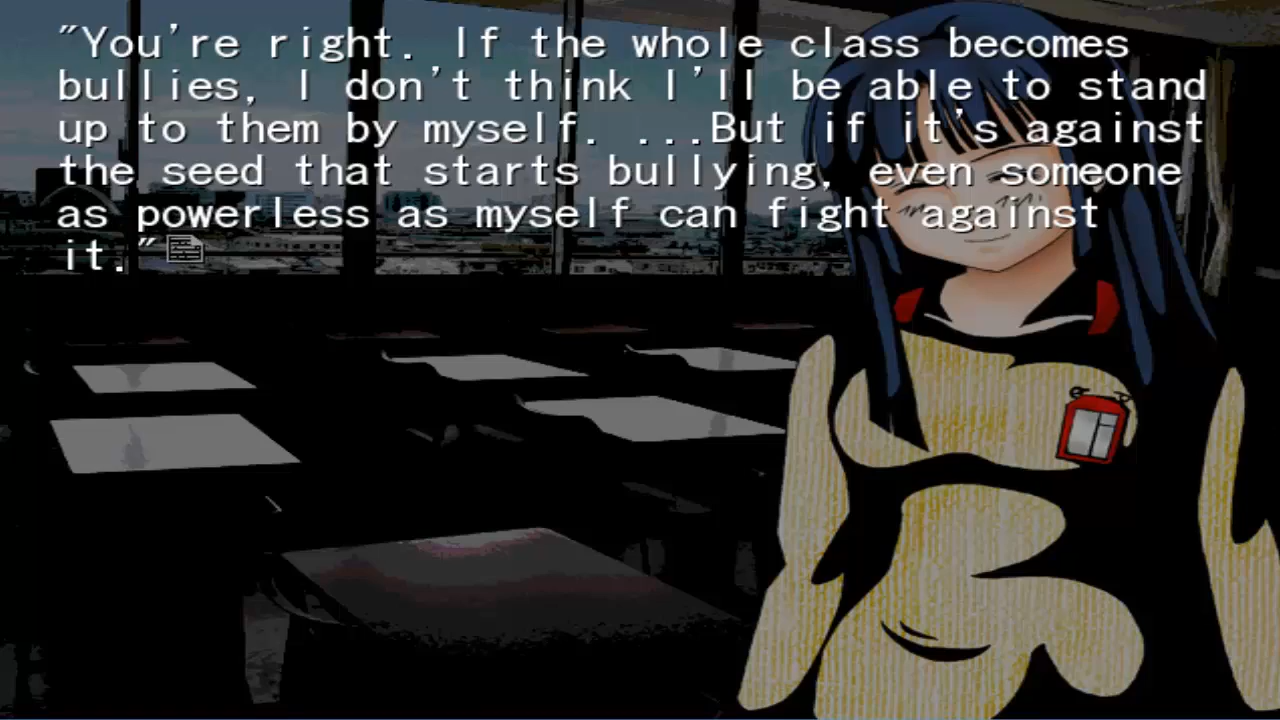 "You're right. If the whole class becomes
bullies, I don't think I'll be able to stand
up to them by myself. ...But if it's against
the seed that starts bullying, even someone
as powerless as myself can fight against
it."